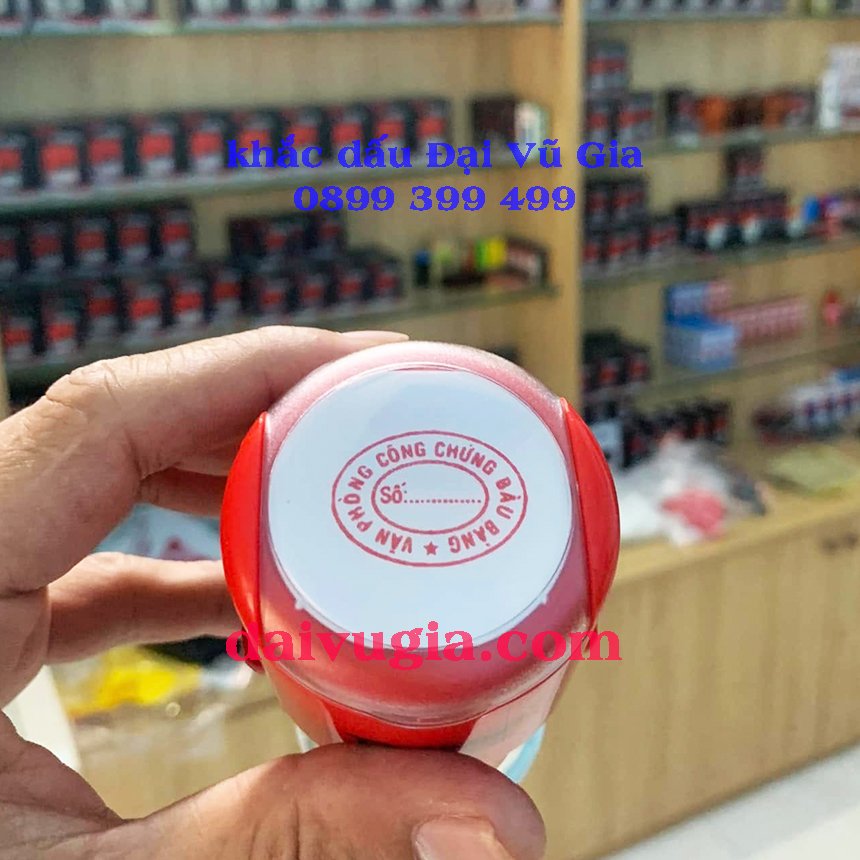 khắc dấu Đại Vũ Gia
0899 399 499
VĂN PHÒNG CÔNG CHỨNG BÀU BÀNG ★
Số:..............
daivugia.com